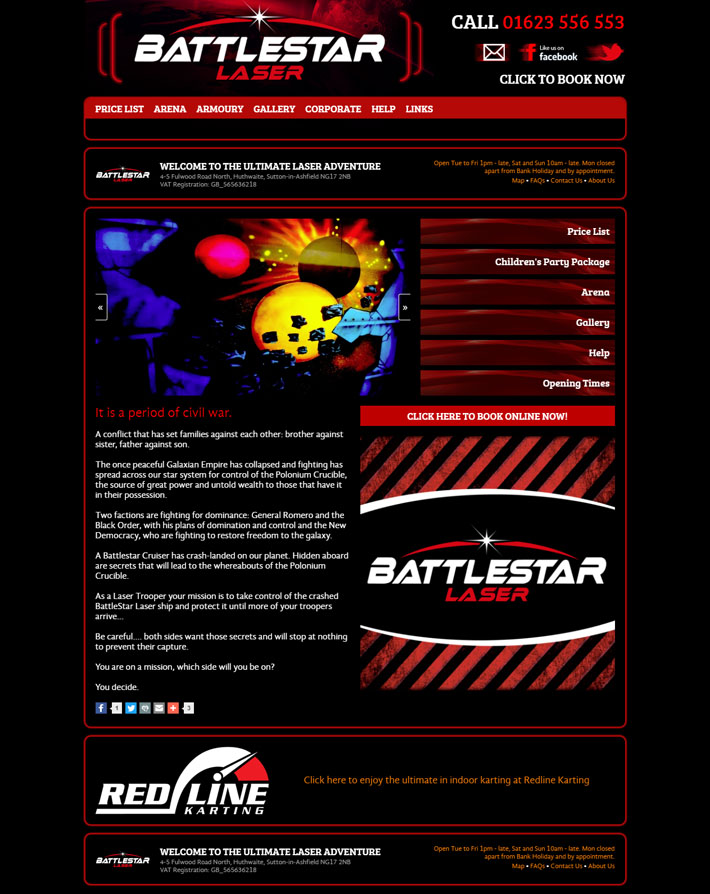 BATTLESTAR
LASER
CALL 01623 556 553
Like us on
facebook
CLICK TO BOOK NOW
PRICE LIST ARENA ARMOURY GALLERY CORPORATE HELP LINKS
BATTLESTAR
LASER
WELCOME TO THE ULTIMATE LASER ADVENTURE
4-5 Fulwood Road North, Huthwaite, Sutton-in-Ashfield NG17 2NB
VAT Registration: GB_565636218
Open Tue to Fri 1pm - late, Sat and Sun 10am - late. Mon closed
apart from Bank Holiday and by appointment.
Map • FAQs • Contact Us • About Us
«
»
Price List
Children's Party Package
Arena
Gallery
Help
Opening Times
It is a period of civil war.
A conflict that has set families against each other: brother against
sister, father against son.
The once peaceful Galaxian Empire has collapsed and fighting has
spread across our star system for control of the Polonium Crucible,
the source of great power and untold wealth to those that have it
in their possession.
Two factions are fighting for dominance: General Romero and the
Black Order, with his plans of domination and control and the New
Democracy, who are fighting to restore freedom to the galaxy.
A Battlestar Cruiser has crash-landed on our planet. Hidden aboard
are secrets that will lead to the whereabouts of the Polonium
Crucible.
As a Laser Trooper your mission is to take control of the crashed
BattleStar Laser ship and protect it until more of your troopers
arrive...
Be careful.... both sides want those secrets and will stop at nothing
to prevent their capture.
You are on a mission, which side will you be on?
You decide.
1 3
CLICK HERE TO BOOK ONLINE NOW!
BATTLESTAR
LASER
RED LINE
KARTING
Click here to enjoy the ultimate in indoor karting at Redline Karting
BATTLESTAR
LASER
WELCOME TO THE ULTIMATE LASER ADVENTURE
4-5 Fulwood Road North, Huthwaite, Sutton-in-Ashfield NG17 2NB
VAT Registration: GB_565636218
Open Tue to Fri 1pm - late, Sat and Sun 10am - late. Mon closed
apart from Bank Holiday and by appointment.
Map • FAQs • Contact Us • About Us